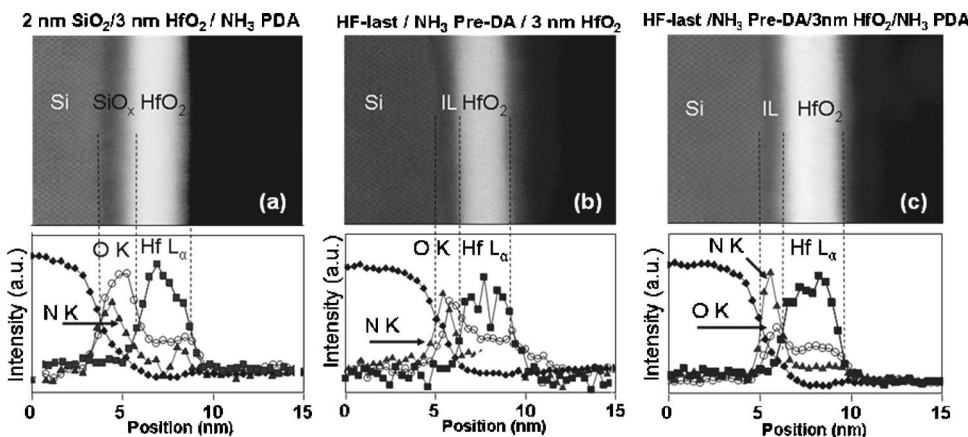 2 nm SiO₂/3 nm HfO₂ / NH₃ PDA
Si SiOₓ HfO₂
(a)
O K Hf Lα
N K
Intensity (a.u.)
0 5 10 15
Position (nm)
HF-last / NH₃ Pre-DA / 3 nm HfO₂
Si IL HfO₂
(b)
O K Hf Lα
N K
Intensity (a.u.)
0 5 10 15
Position (nm)
HF-last /NH₃ Pre-DA/3nm HfO₂/NH₃ PDA
Si IL HfO₂
(c)
N K Hf Lα
O K
Intensity (a.u.)
0 5 10 15
Position (nm)